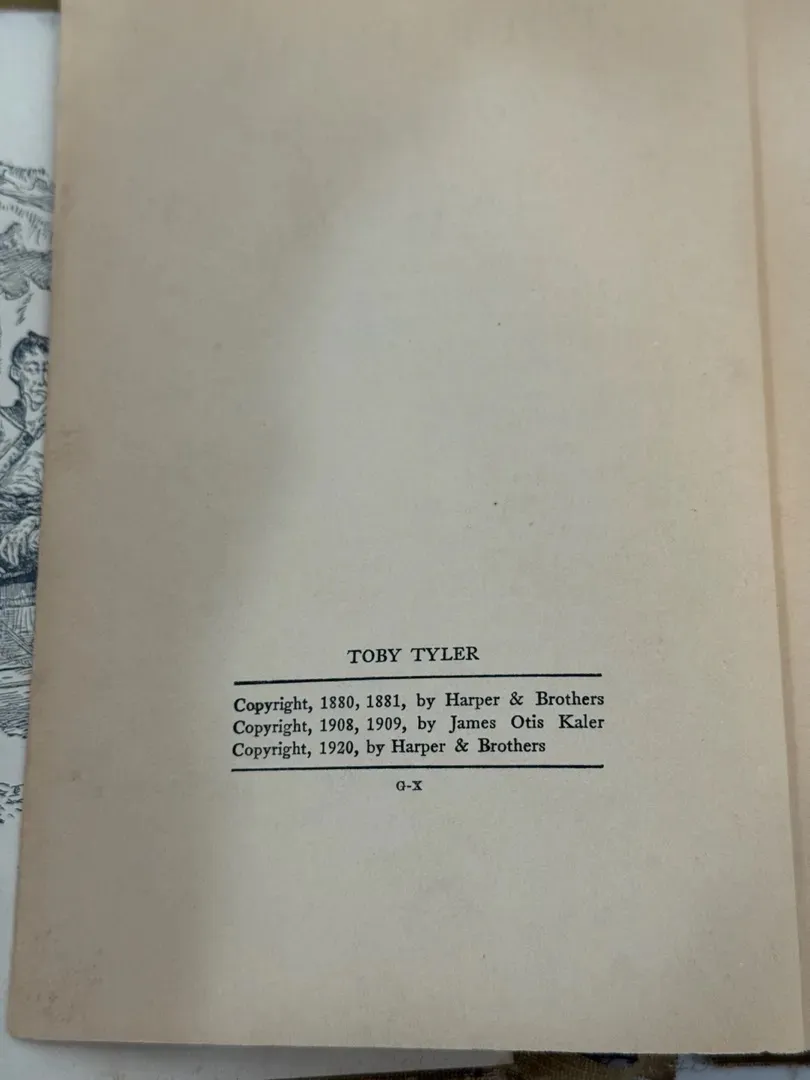 TOBY TYLER
Copyright, 1880, 1881, by Harper & Brothers
Copyright, 1908, 1909, by James Otis Kaler
Copyright, 1920, by Harper & Brothers
G-X